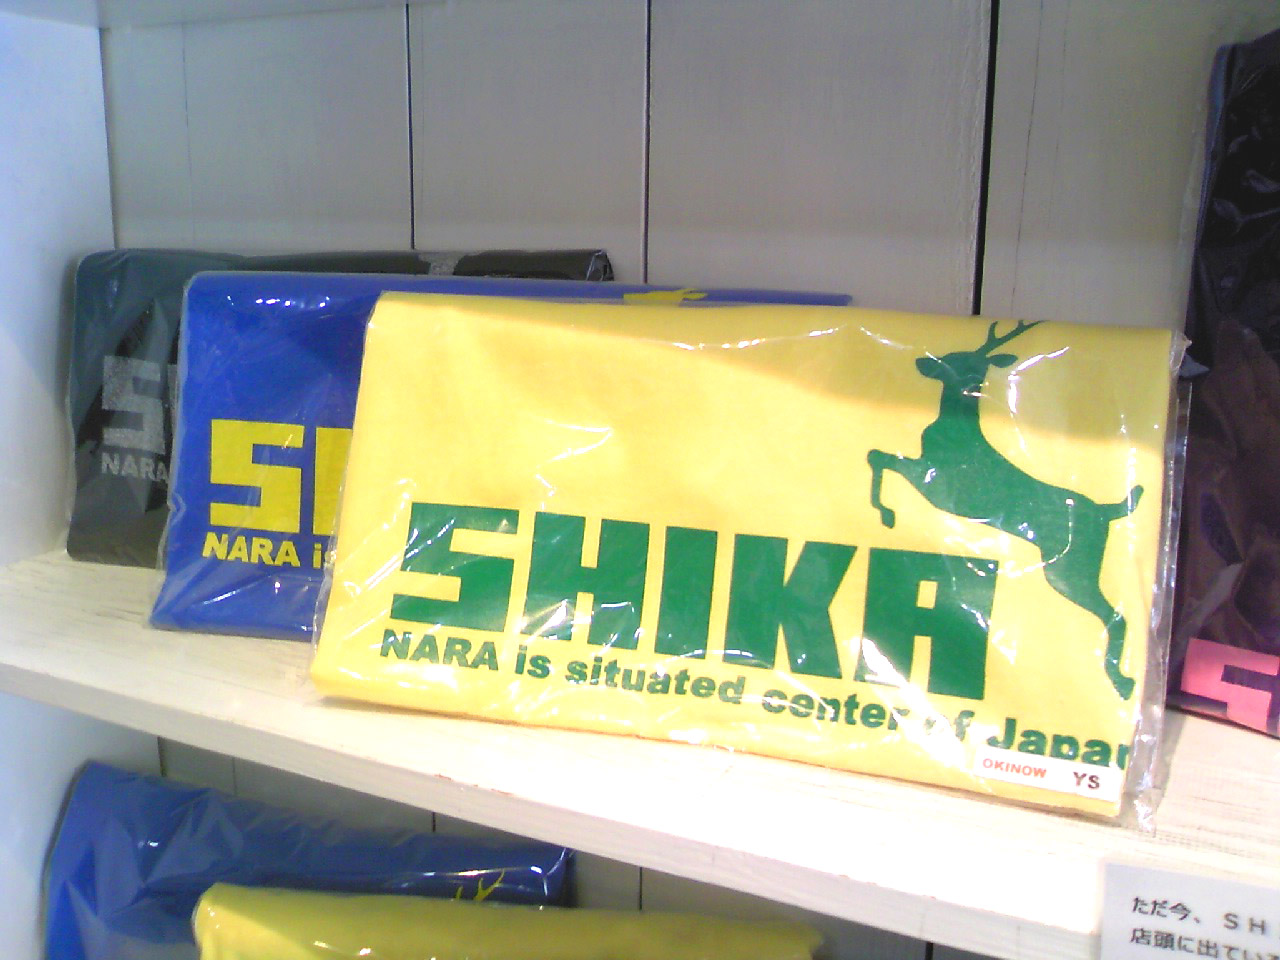 SHIKA
NARA is situated center of Japan
OKINOW YS
NARA is
NARA
ただ今、SH
店頭に出ている